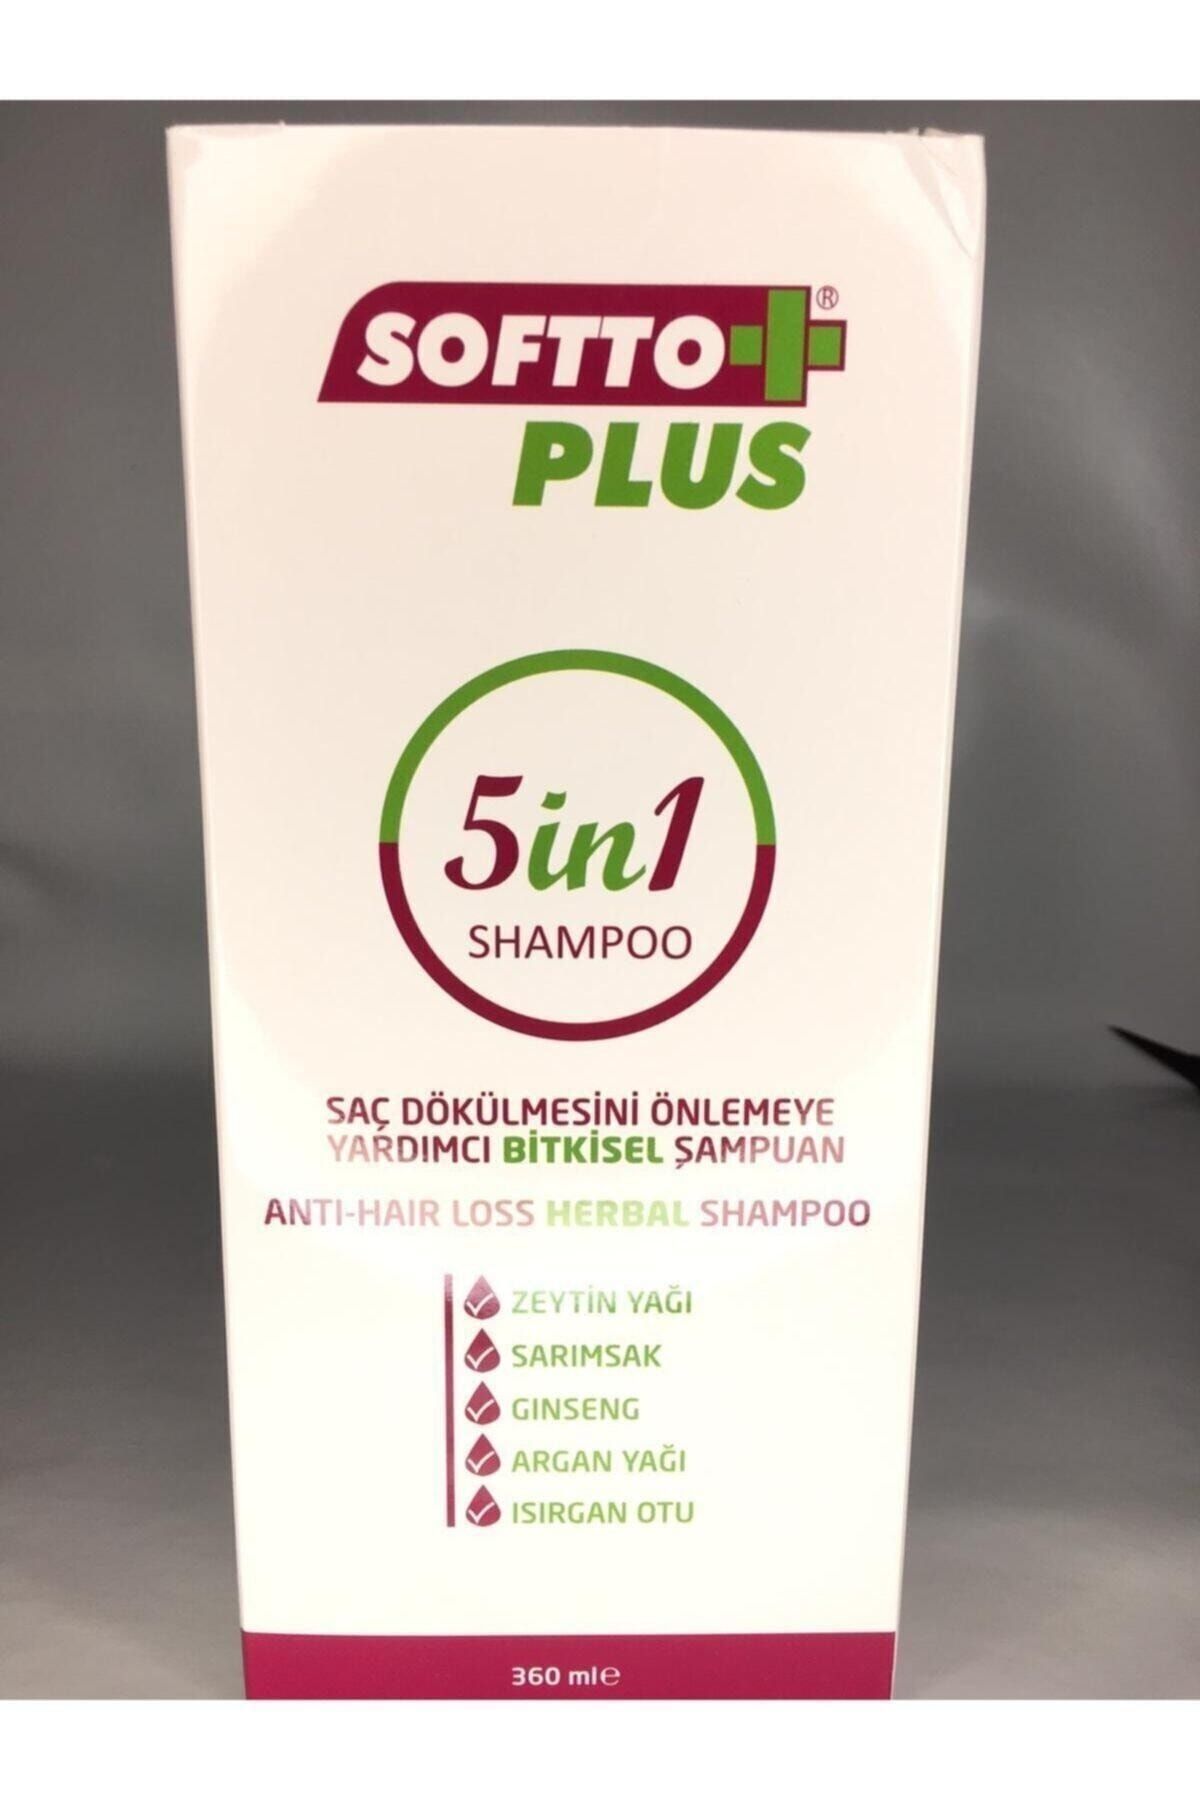 SOFTTO ®
PLUS
5in1
SHAMPOO
SAÇ DÖKÜLMESİNİ ÖNLEMEYE
YARDIMCI BİTKİSEL ŞAMPUAN
ANTI-HAIR LOSS HERBAL SHAMPOO
ZEYTİN YAĞI
SARIMSAK
GINSENG
ARGAN YAĞI
ISIRGAN OTU
360 ml℮